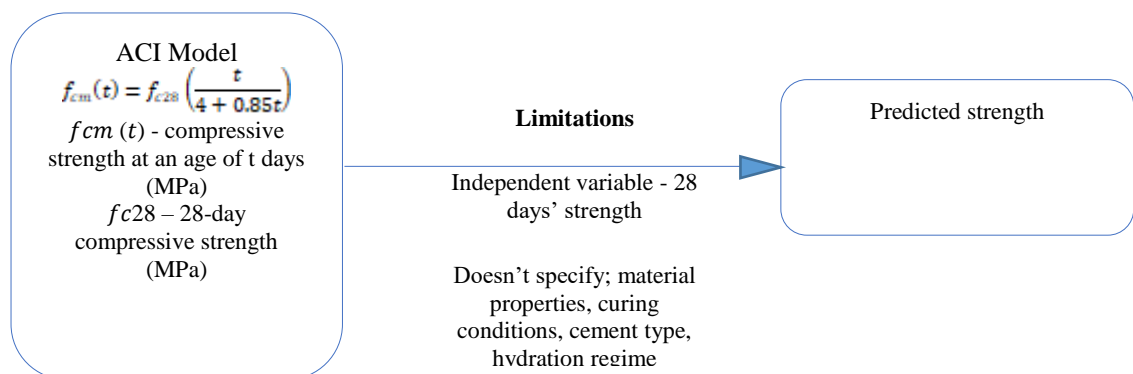 ACI Model
f_cm(t) = f_c28 (t / (4 + 0.85t))
fcm (t) - compressive
strength at an age of t days
(MPa)
fc28 – 28-day
compressive strength
(MPa)
Limitations
Independent variable - 28
days’ strength
Doesn’t specify; material
properties, curing
conditions, cement type,
hydration regime
Predicted strength